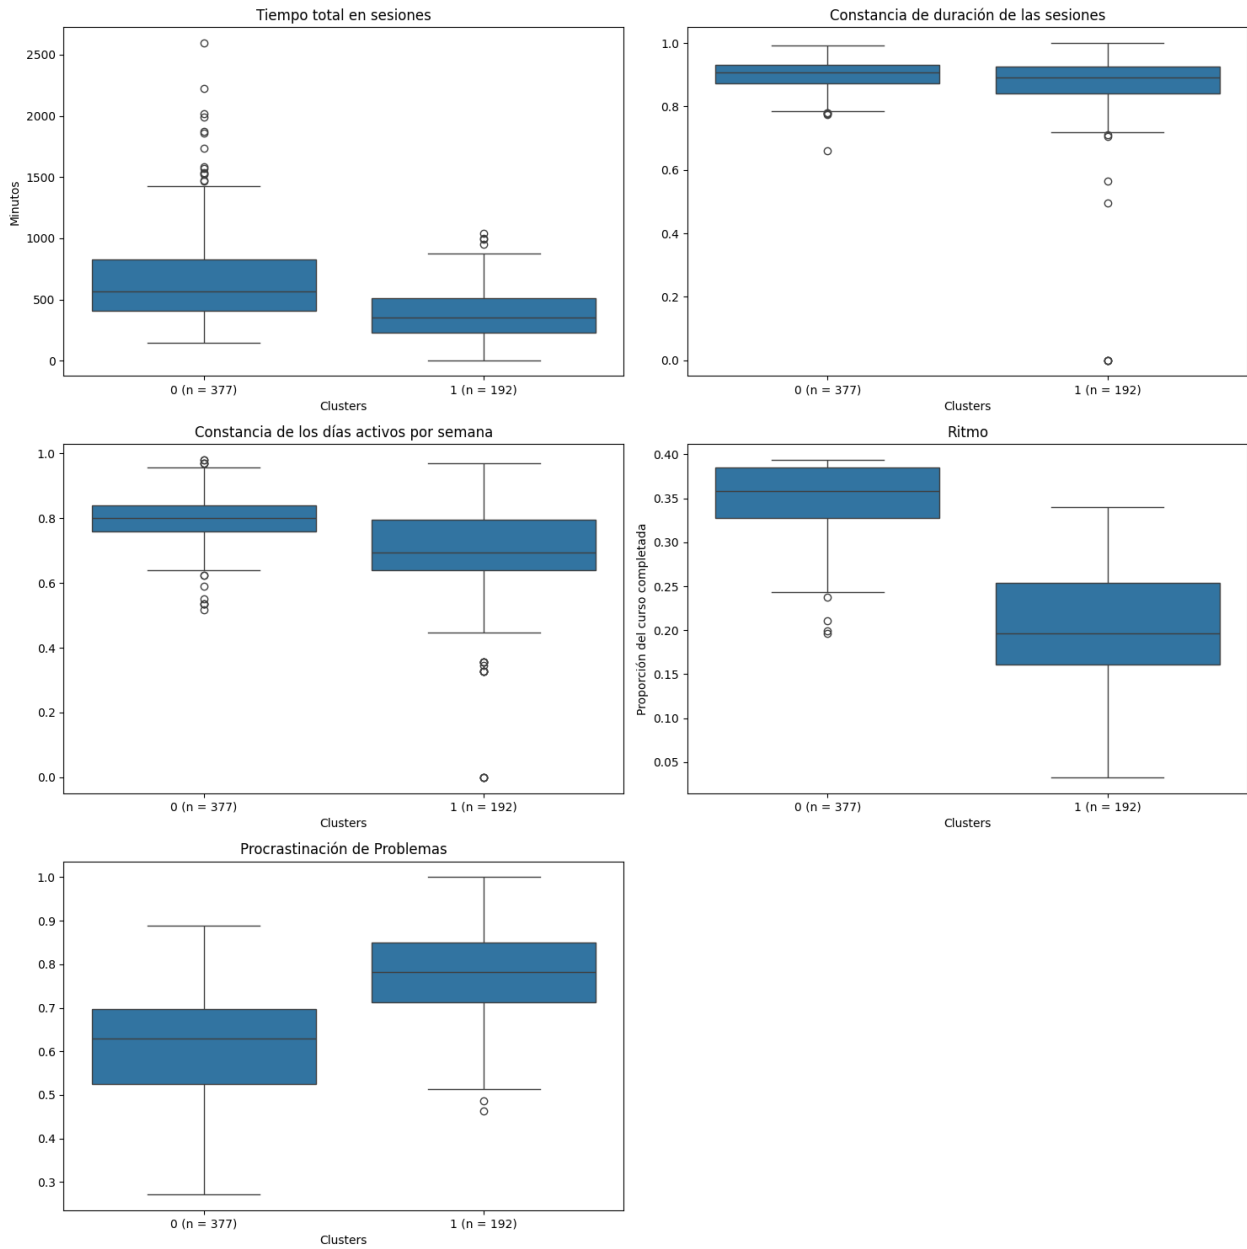 Tiempo total en sesiones
Minutos
2500
2000
1500
1000
500
0
0 (n = 377)
1 (n = 192)
Clusters
Constancia de duración de las sesiones
1.0
0.8
0.6
0.4
0.2
0.0
0 (n = 377)
1 (n = 192)
Clusters
Constancia de los días activos por semana
1.0
0.8
0.6
0.4
0.2
0.0
0 (n = 377)
1 (n = 192)
Clusters
Ritmo
Proporción del curso completada
0.40
0.35
0.30
0.25
0.20
0.15
0.10
0.05
0 (n = 377)
1 (n = 192)
Clusters
Procrastinación de Problemas
1.0
0.9
0.8
0.7
0.6
0.5
0.4
0.3
0 (n = 377)
1 (n = 192)
Clusters